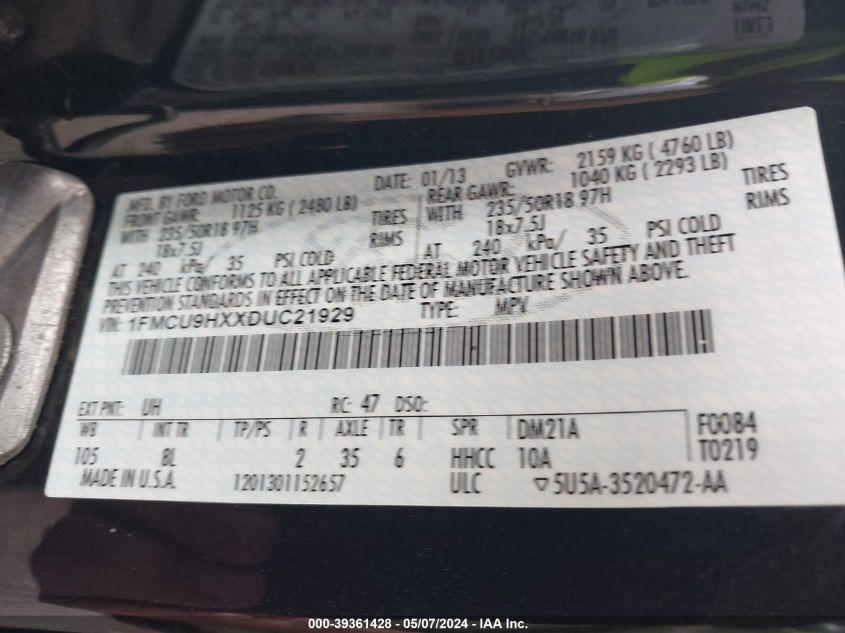 MFD. BY FORD MOTOR CO.
DATE: 01/13 GVWR: 2159 KG ( 4760 LB)
FRONT GAWR: 1125 KG ( 2480 LB) REAR GAWR: 1040 KG ( 2293 LB)
WITH 235/50R18 97H TIRES WITH 235/50R18 97H TIRES
18x7.5J RIMS 18x7.5J RIMS
AT 240 kPa/ 35 PSI COLD AT 240 kPa/ 35 PSI COLD
THIS VEHICLE CONFORMS TO ALL APPLICABLE FEDERAL MOTOR VEHICLE SAFETY AND THEFT
PREVENTION STANDARDS IN EFFECT ON THE DATE OF MANUFACTURE SHOWN ABOVE.
VIN: 1FMCU9HXXDUC21929 TYPE: MPV
EXT PNT: UH RC: 47 DSO:
WB INT TR TP/PS R AXLE TR SPR DM21A F0084
105 8L 2 35 6 HHCC 10A T0219
MADE IN U.S.A. 1201301152657 ULC ▽5U5A-3520472-AA
000-39361428 - 05/07/2024 - IAA Inc.